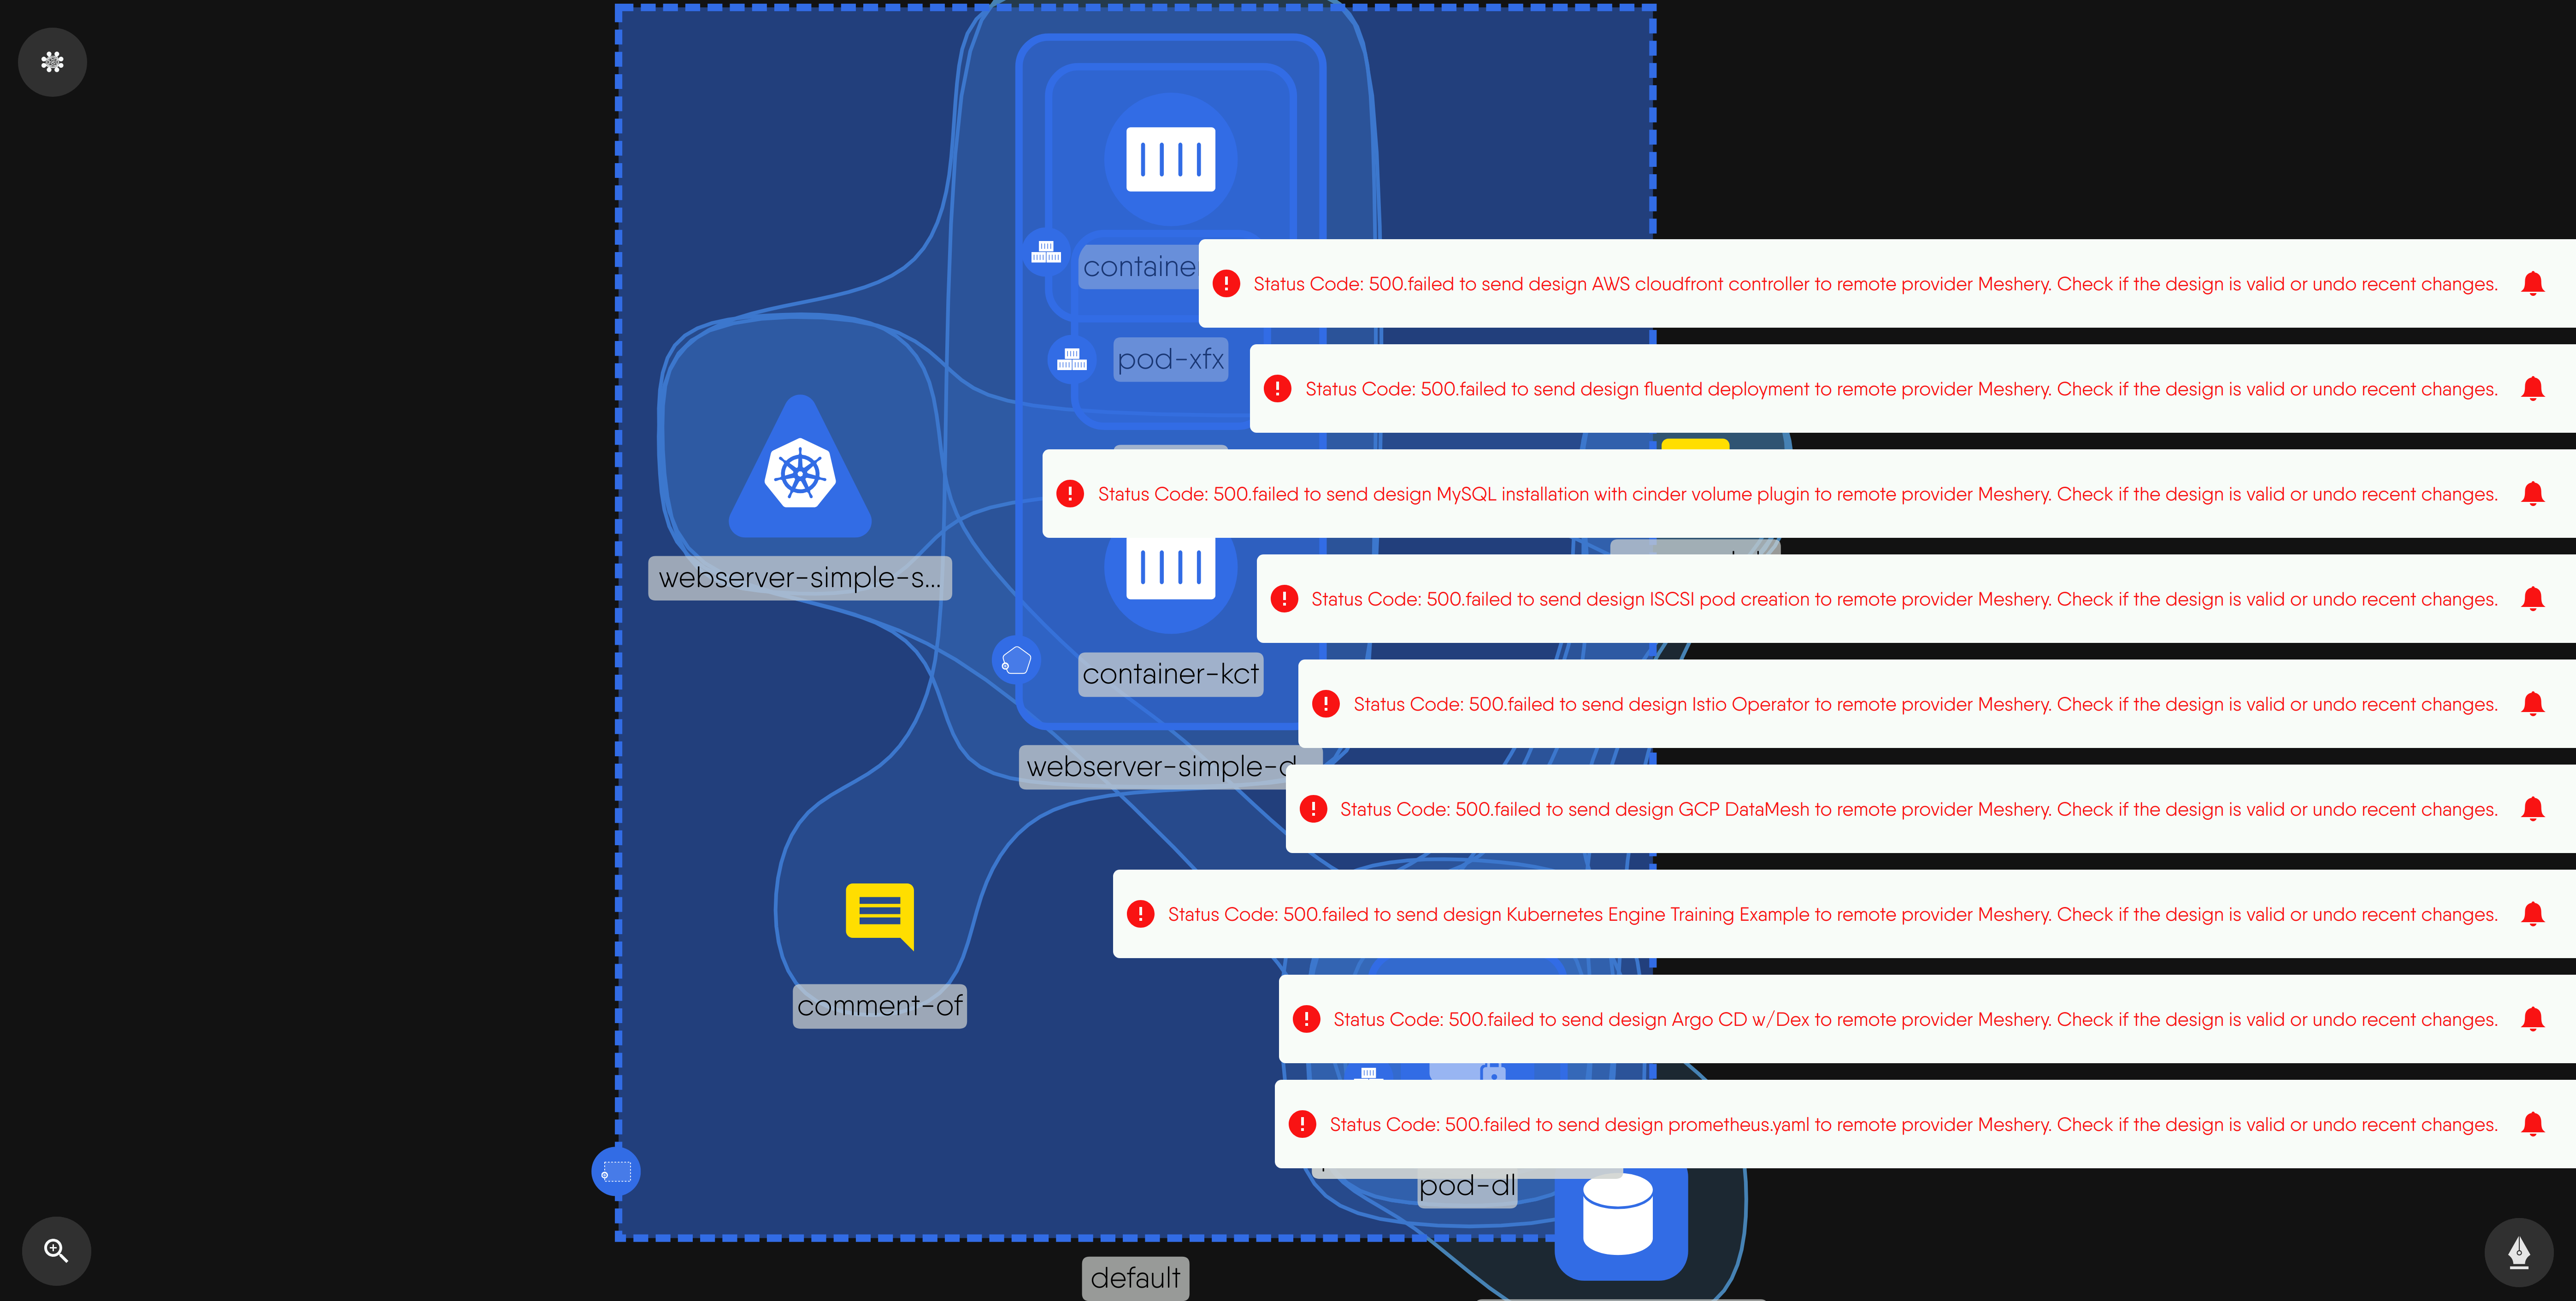 containe
Status Code: 500.failed to send design AWS cloudfront controller to remote provider Meshery. Check if the design is valid or undo recent changes.
pod-xfx
Status Code: 500.failed to send design fluentd deployment to remote provider Meshery. Check if the design is valid or undo recent changes.
Status Code: 500.failed to send design MySQL installation with cinder volume plugin to remote provider Meshery. Check if the design is valid or undo recent changes.
webserver-simple-s...
Status Code: 500.failed to send design ISCSI pod creation to remote provider Meshery. Check if the design is valid or undo recent changes.
container-kct
Status Code: 500.failed to send design Istio Operator to remote provider Meshery. Check if the design is valid or undo recent changes.
webserver-simple-d
Status Code: 500.failed to send design GCP DataMesh to remote provider Meshery. Check if the design is valid or undo recent changes.
Status Code: 500.failed to send design Kubernetes Engine Training Example to remote provider Meshery. Check if the design is valid or undo recent changes.
comment-of
Status Code: 500.failed to send design Argo CD w/Dex to remote provider Meshery. Check if the design is valid or undo recent changes.
Status Code: 500.failed to send design prometheus.yaml to remote provider Meshery. Check if the design is valid or undo recent changes.
pod-dl
default